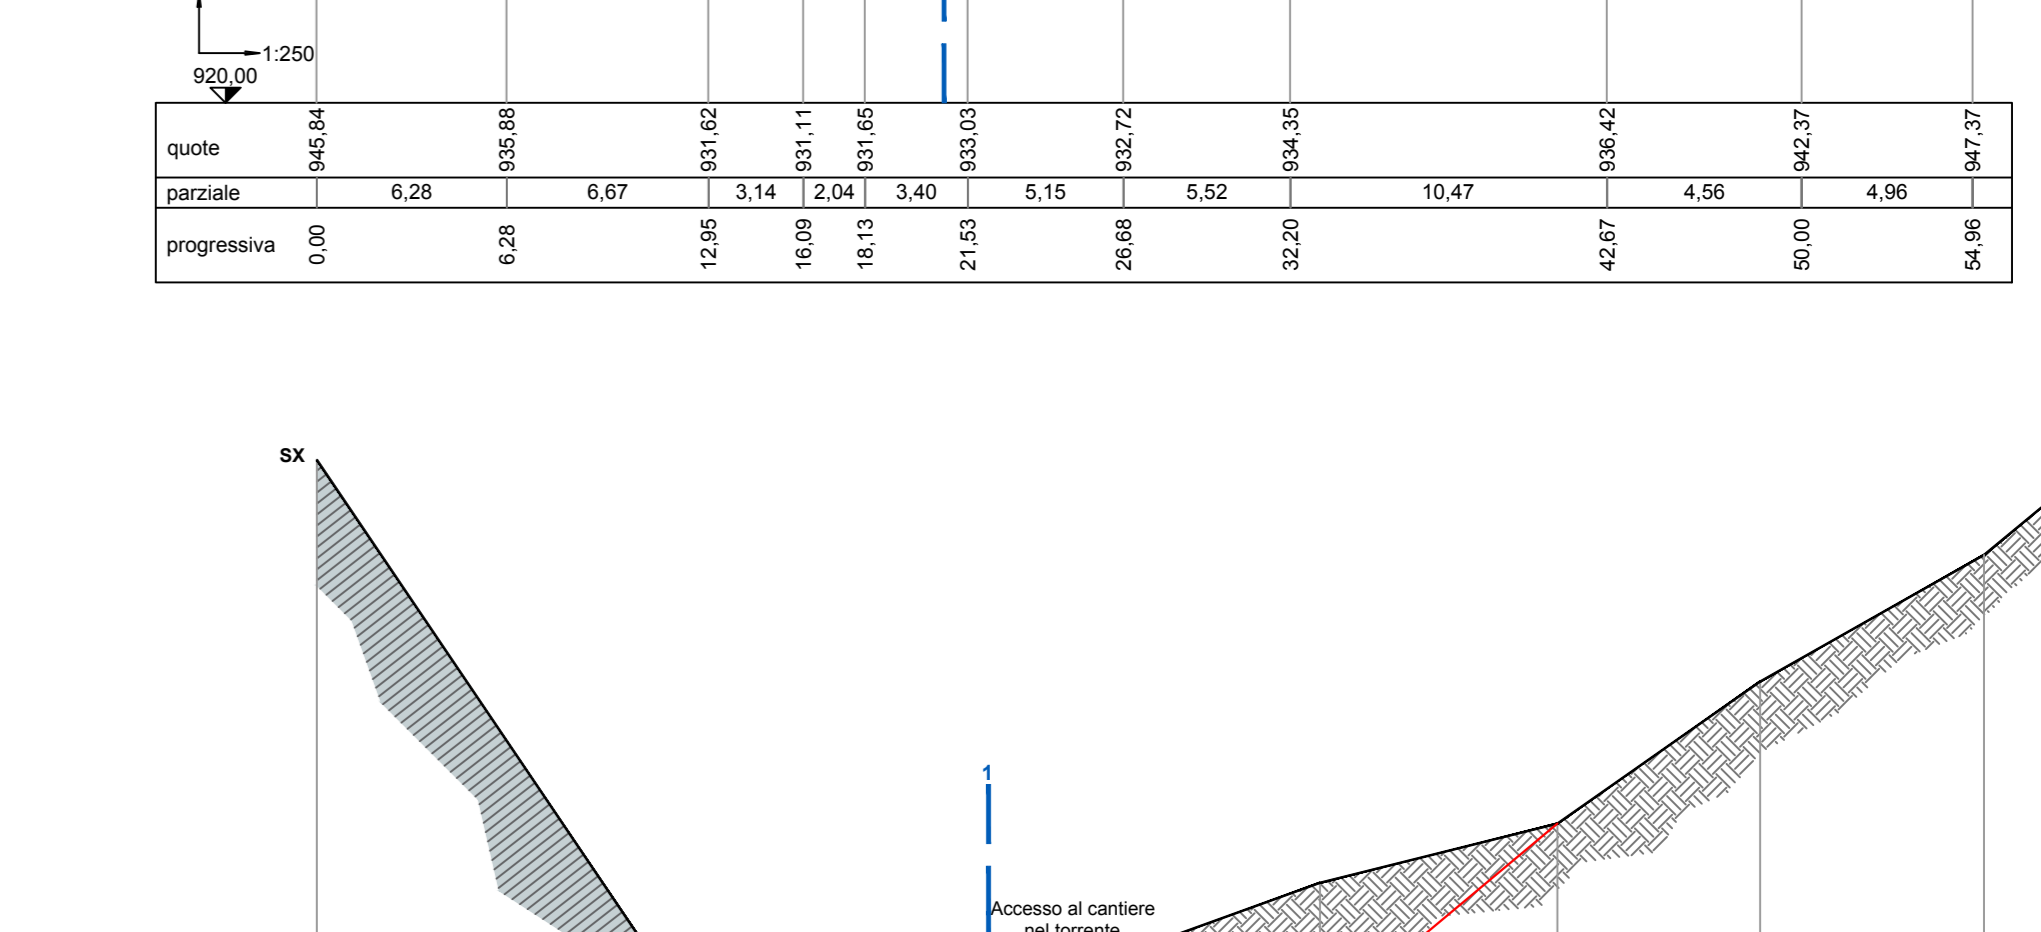 1:250
920,00
quote 945,84 935,88 931,62 931,11 931,65 933,03 932,72 934,35 936,42 942,37 947,37
parziale 6,28 6,67 3,14 2,04 3,40 5,15 5,52 10,47 4,56 4,96
progressiva 0,00 6,28 12,95 16,09 18,13 21,53 26,68 32,20 42,67 50,00 54,96
SX
1
Accesso al cantiere
nel torrente